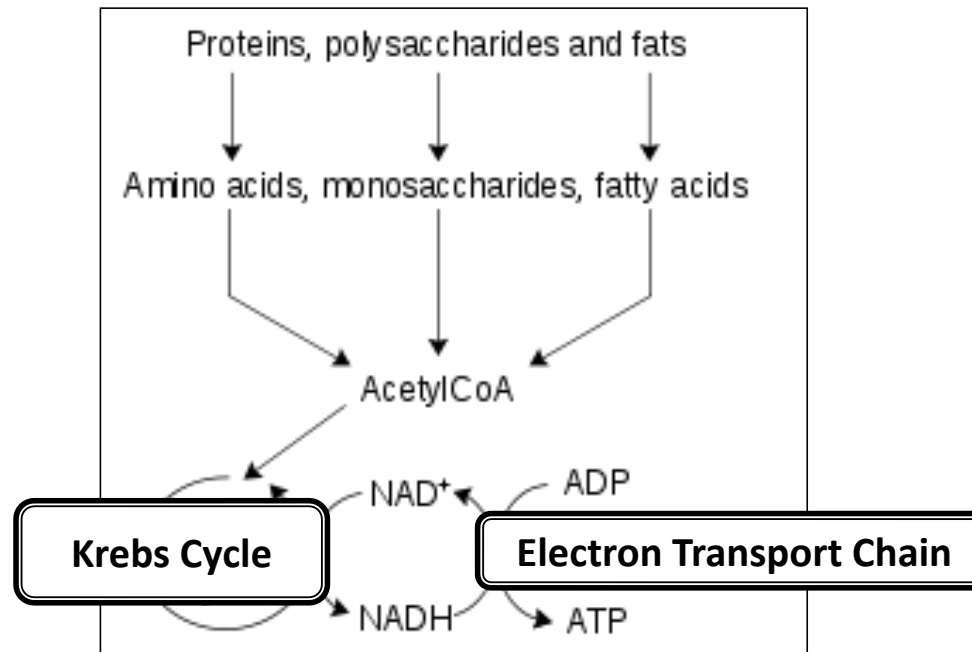 Proteins, polysaccharides and fats
Amino acids, monosaccharides, fatty acids
AcetylCoA
NAD⁺
ADP
Krebs Cycle
Electron Transport Chain
NADH
ATP